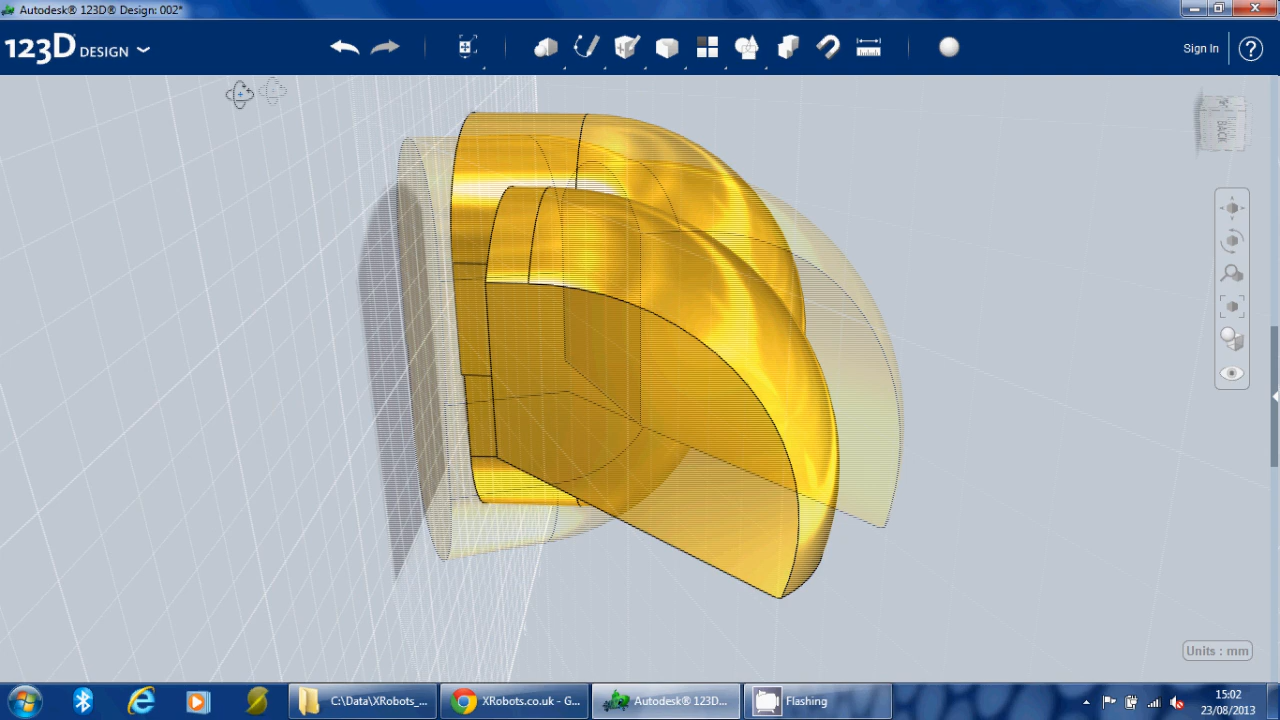 Autodesk® 123D® Design: 002*
123D DESIGN
Sign In
?
BACK
Units : mm
C:\Data\XRobots_...
XRobots.co.uk - G...
Autodesk® 123D...
Flashing
15:02
23/08/2013